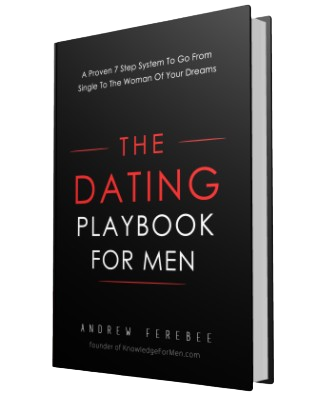 A Proven 7 Step System To Go From
Single To The Woman Of Your Dreams
THE
DATING
PLAYBOOK
FOR MEN
ANDREW FEREBEE
founder of KnowledgeForMen.com